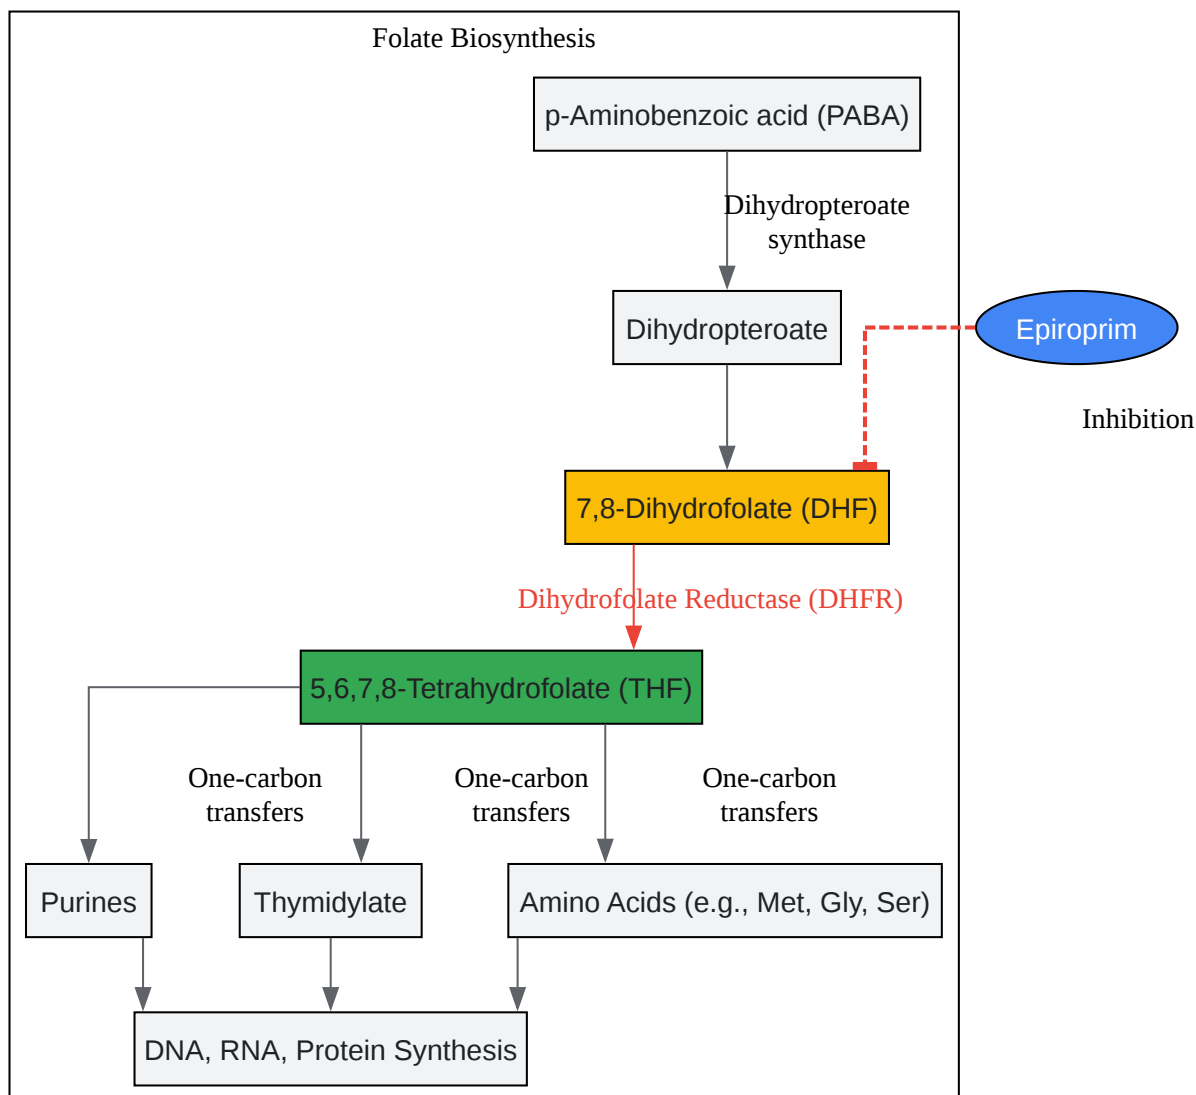 Folate Biosynthesis
p-Aminobenzoic acid (PABA)
Dihydropteroate
synthase
Dihydropteroate
Epiroprim
Inhibition
7,8-Dihydrofolate (DHF)
Dihydrofolate Reductase (DHFR)
5,6,7,8-Tetrahydrofolate (THF)
One-carbon
transfers
One-carbon
transfers
One-carbon
transfers
Purines
Thymidylate
Amino Acids (e.g., Met, Gly, Ser)
DNA, RNA, Protein Synthesis